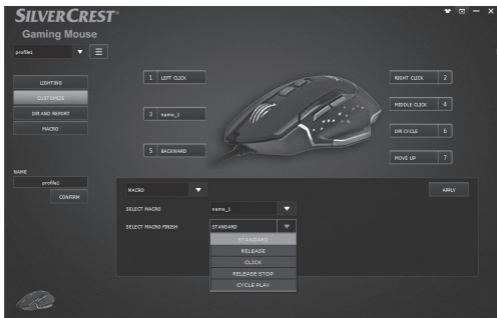 SILVERCREST®
Gaming Mouse
profile1
LIGHTING
CUSTOMIZE
DPI AND REPORT
MACRO
NAME
profile1
CONFIRM
1 LEFT CLICK
3 name_1
5 BACKWARD
RIGHT CLICK 2
MIDDLE CLICK 4
DPI CYCLE 6
MOVE UP 7
MACRO
APPLY
SELECT MACRO name_1
SELECT MACRO FINISH STANDARD
STANDARD
RELEASE
CLICK
RELEASE STOP
CYCLE PLAY